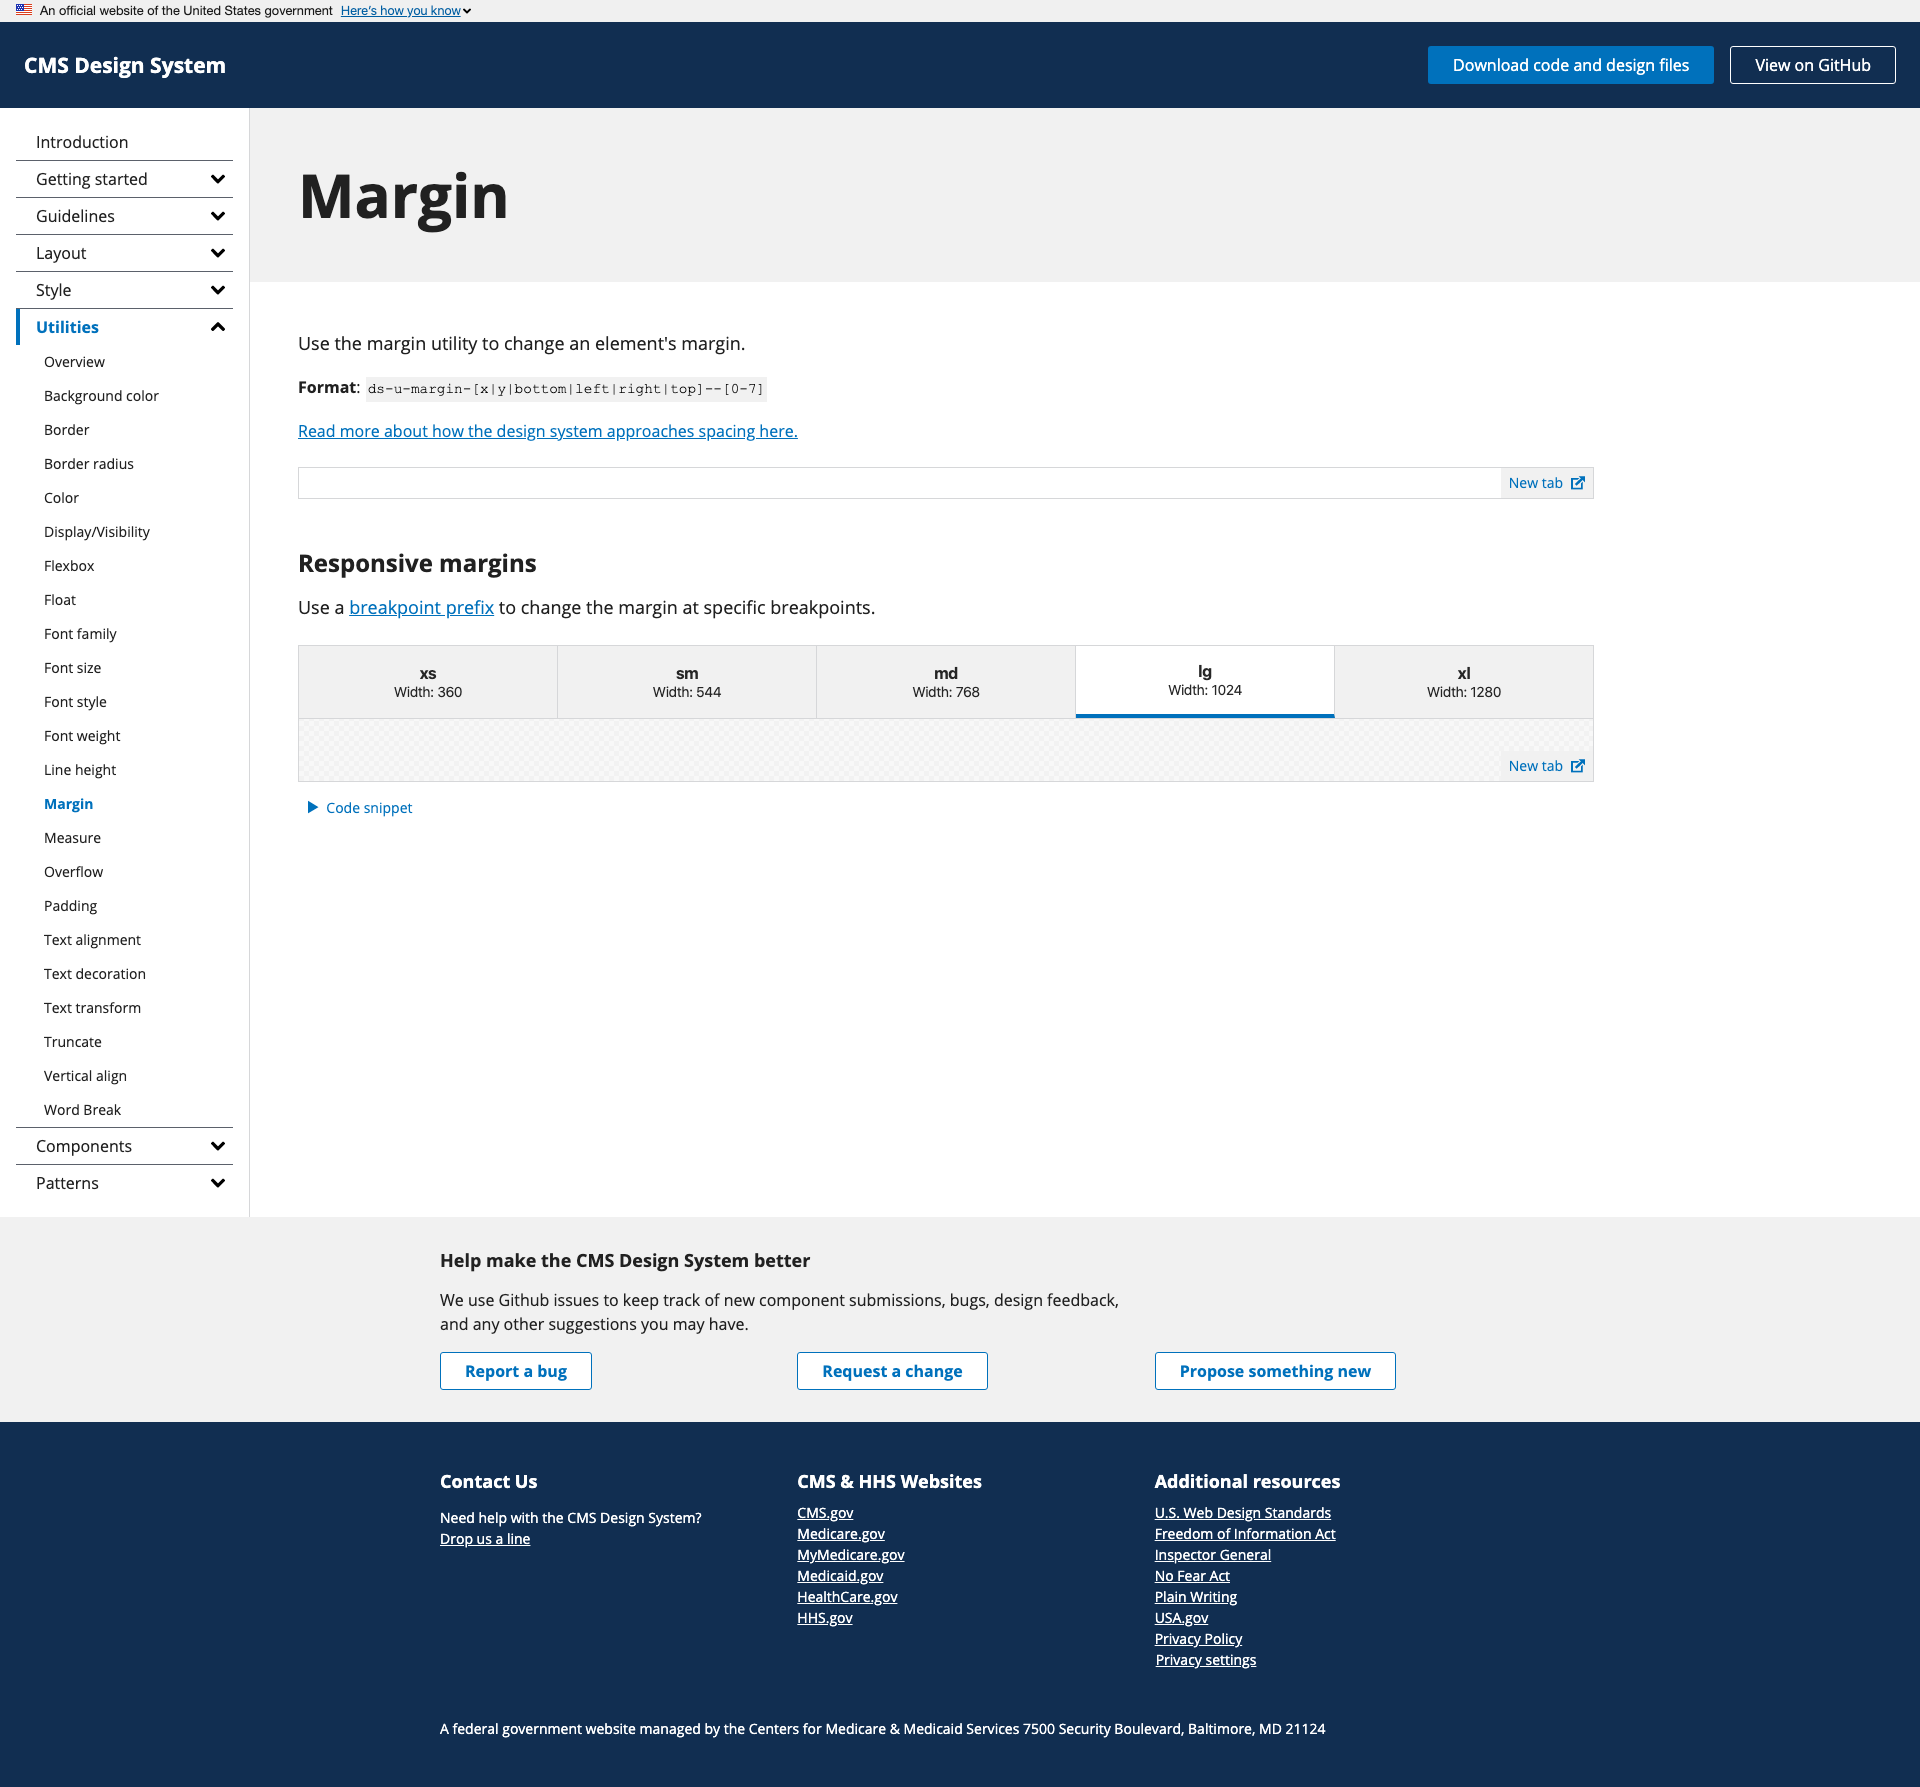 An official website of the United States government Here's how you know
CMS Design System
Download code and design files
View on GitHub
Introduction
Getting started
Guidelines
Layout
Style
Utilities
Overview
Background color
Border
Border radius
Color
Display/Visibility
Flexbox
Float
Font family
Font size
Font style
Font weight
Line height
Margin
Measure
Overflow
Padding
Text alignment
Text decoration
Text transform
Truncate
Vertical align
Word Break
Components
Patterns
Margin
Use the margin utility to change an element's margin.
Format: ds-u-margin-[x|y|bottom|left|right|top]--[0-7]
Read more about how the design system approaches spacing here.
New tab
Responsive margins
Use a breakpoint prefix to change the margin at specific breakpoints.
xs
Width: 360
sm
Width: 544
md
Width: 768
lg
Width: 1024
xl
Width: 1280
New tab
Code snippet
Help make the CMS Design System better
We use Github issues to keep track of new component submissions, bugs, design feedback,
and any other suggestions you may have.
Report a bug
Request a change
Propose something new
Contact Us
Need help with the CMS Design System?
Drop us a line
CMS & HHS Websites
CMS.gov
Medicare.gov
MyMedicare.gov
Medicaid.gov
HealthCare.gov
HHS.gov
Additional resources
U.S. Web Design Standards
Freedom of Information Act
Inspector General
No Fear Act
Plain Writing
USA.gov
Privacy Policy
Privacy settings
A federal government website managed by the Centers for Medicare & Medicaid Services 7500 Security Boulevard, Baltimore, MD 21124